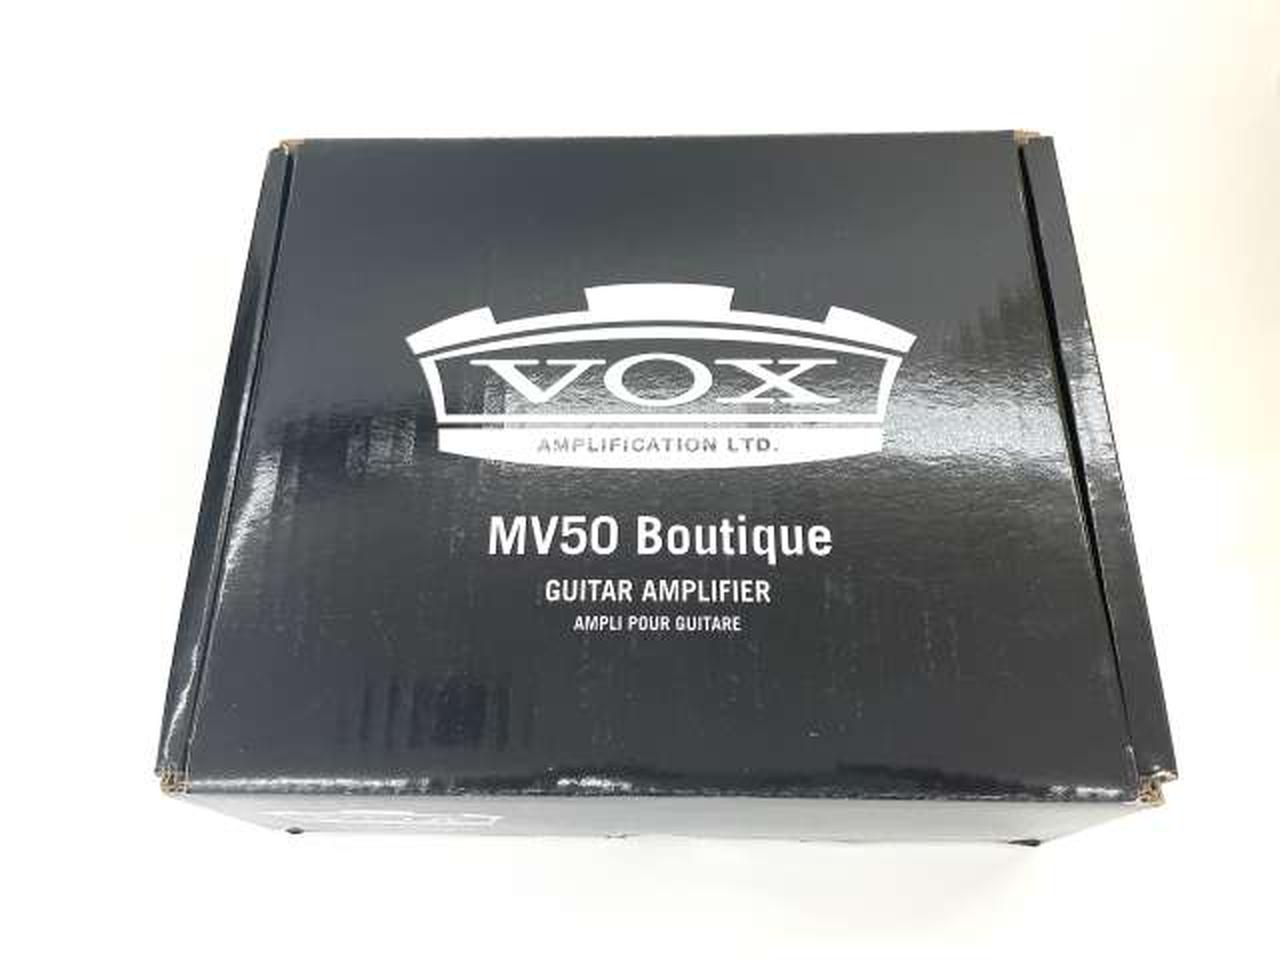 VOX
AMPLIFICATION LTD.
MV50 Boutique
GUITAR AMPLIFIER
AMPLI POUR GUITARE